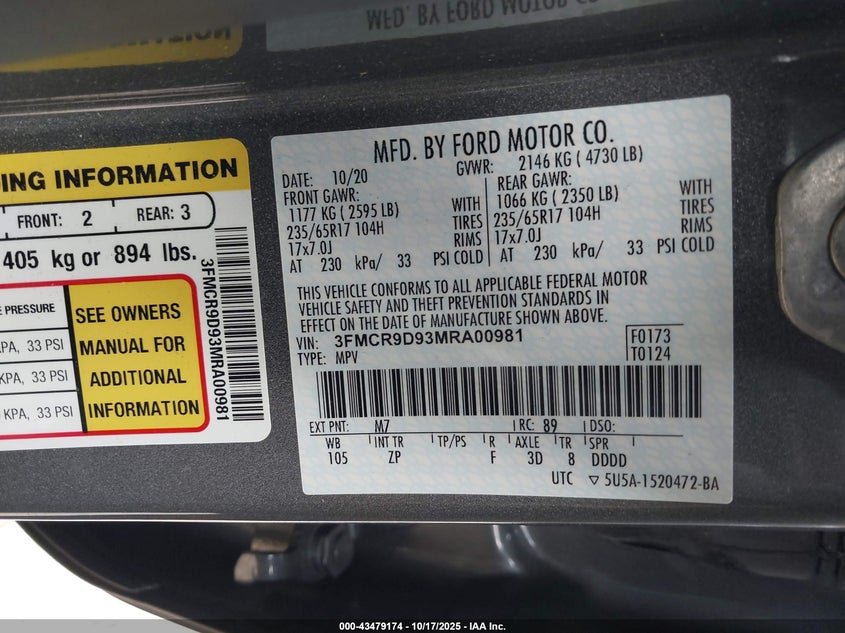 MFD. BY FORD MOTOR CO.
ING INFORMATION
FRONT: 2 REAR: 3
405 kg or 894 lbs.
E PRESSURE
KPA, 33 PSI
KPA, 33 PSI
KPA, 33 PSI
SEE OWNERS
MANUAL FOR
ADDITIONAL
INFORMATION
3FMCR9D93MRA00981
MFD. BY FORD MOTOR CO.
DATE: 10/20 GVWR: 2146 KG ( 4730 LB)
FRONT GAWR: REAR GAWR:
1177 KG ( 2595 LB) WITH 1066 KG ( 2350 LB) WITH
235/65R17 104H TIRES 235/65R17 104H TIRES
17x7.0J RIMS 17x7.0J RIMS
AT 230 kPa/ 33 PSI COLD AT 230 kPa/ 33 PSI COLD
THIS VEHICLE CONFORMS TO ALL APPLICABLE FEDERAL MOTOR
VEHICLE SAFETY AND THEFT PREVENTION STANDARDS IN
EFFECT ON THE DATE OF MANUFACTURE SHOWN ABOVE.
VIN: 3FMCR9D93MRA00981 F0173
TYPE: MPV T0124
EXT PNT: M7 RC: 89 DSO:
WB INT TR TP/PS R AXLE TR SPR
105 ZP F 3D 8 DDDD
UTC ▽ 5U5A-1520472-BA
000-43479174 - 10/17/2025 - IAA Inc.